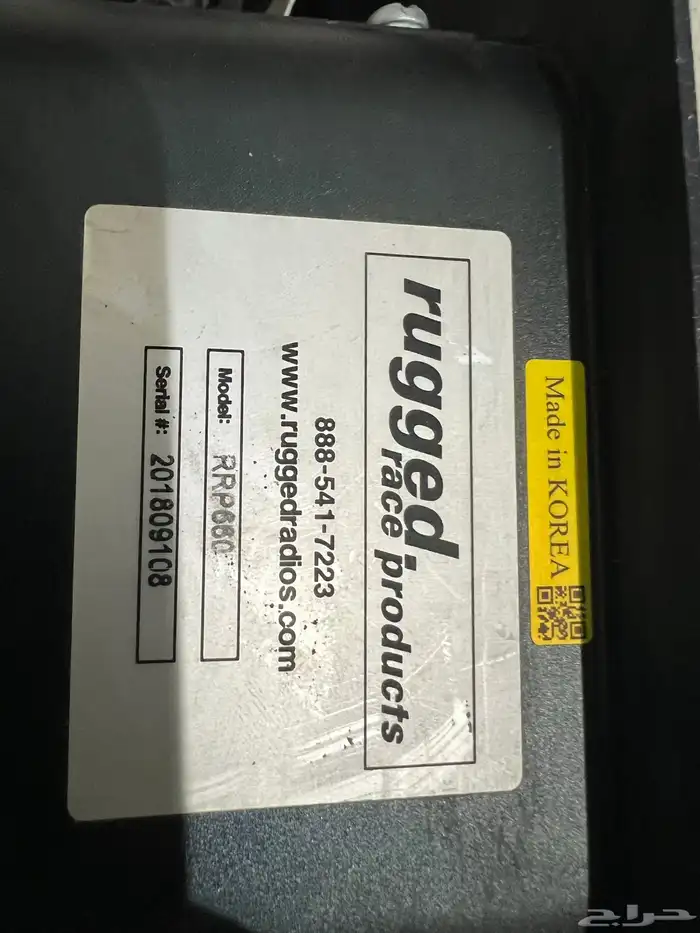 rugged
race products
888-541-7223
www.ruggedradios.com
Model: RRP660
Serial #: 201809108
Made in KOREA
حراج